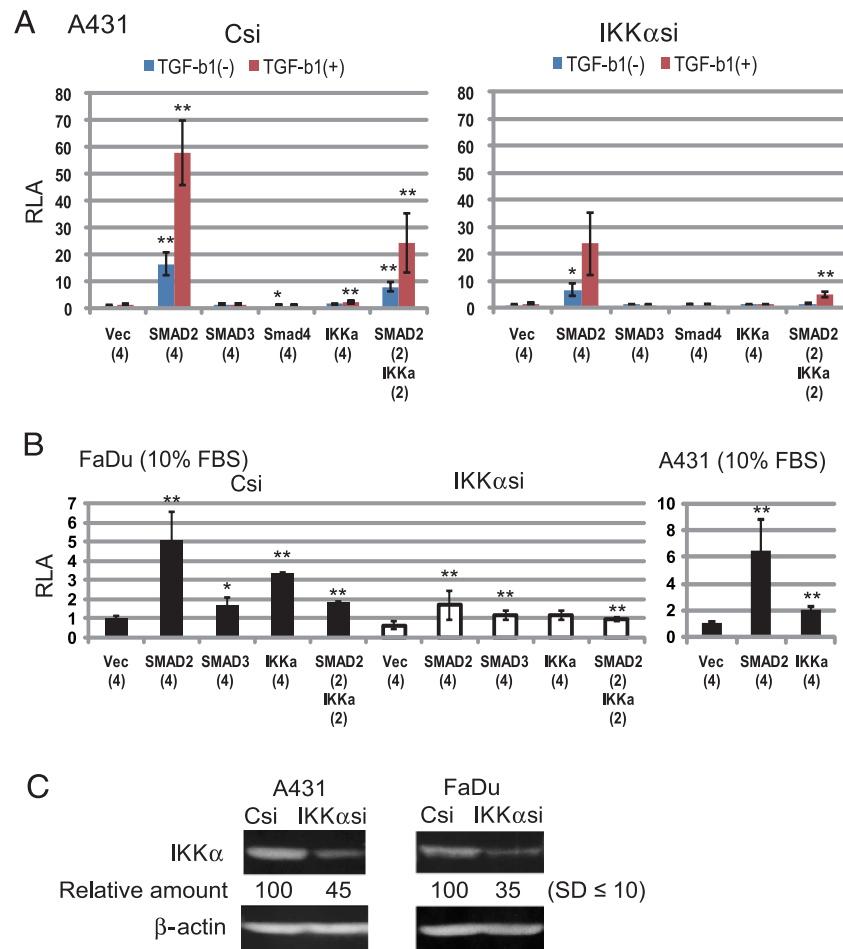 A A431 Csi IKKαsi
TGF-b1(-) TGF-b1(+) TGF-b1(-) TGF-b1(+)
RLA
80 70 60 50 40 30 20 10 0
** ** * ** ** **
Vec (4) SMAD2 (4) SMAD3 (4) Smad4 (4) IKKa (4) SMAD2 (2) IKKa (2)
80 70 60 50 40 30 20 10 0
* **
Vec (4) SMAD2 (4) SMAD3 (4) Smad4 (4) IKKa (4) SMAD2 (2) IKKa (2)
B
FaDu (10% FBS) A431 (10% FBS)
Csi IKKαsi
RLA
7 6 5 4 3 2 1 0
** * ** ** ** ** **
Vec (4) SMAD2 (4) SMAD3 (4) IKKa (4) SMAD2 (2) IKKa (2) Vec (4) SMAD2 (4) SMAD3 (4) IKKa (4) SMAD2 (2) IKKa (2)
10 8 6 4 2 0
** **
Vec (4) SMAD2 (4) IKKa (4)
C
A431 FaDu
Csi IKKαsi Csi IKKαsi
IKKα
Relative amount 100 45 100 35 (SD ≤ 10)
β-actin